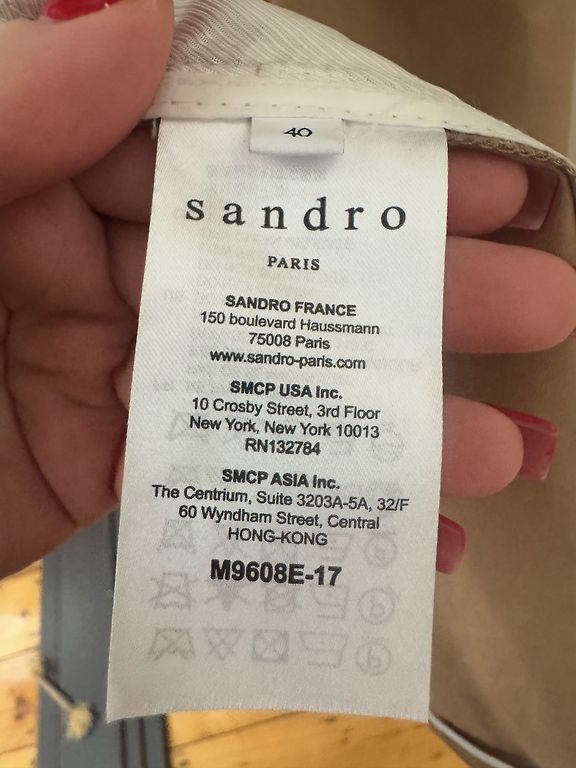 40
sandro
PARIS
SANDRO FRANCE
150 boulevard Haussmann
75008 Paris
www.sandro-paris.com
SMCP USA Inc.
10 Crosby Street, 3rd Floor
New York, New York 10013
RN132784
SMCP ASIA Inc.
The Centrium, Suite 3203A-5A, 32/F
60 Wyndham Street, Central
HONG-KONG
M9608E-17